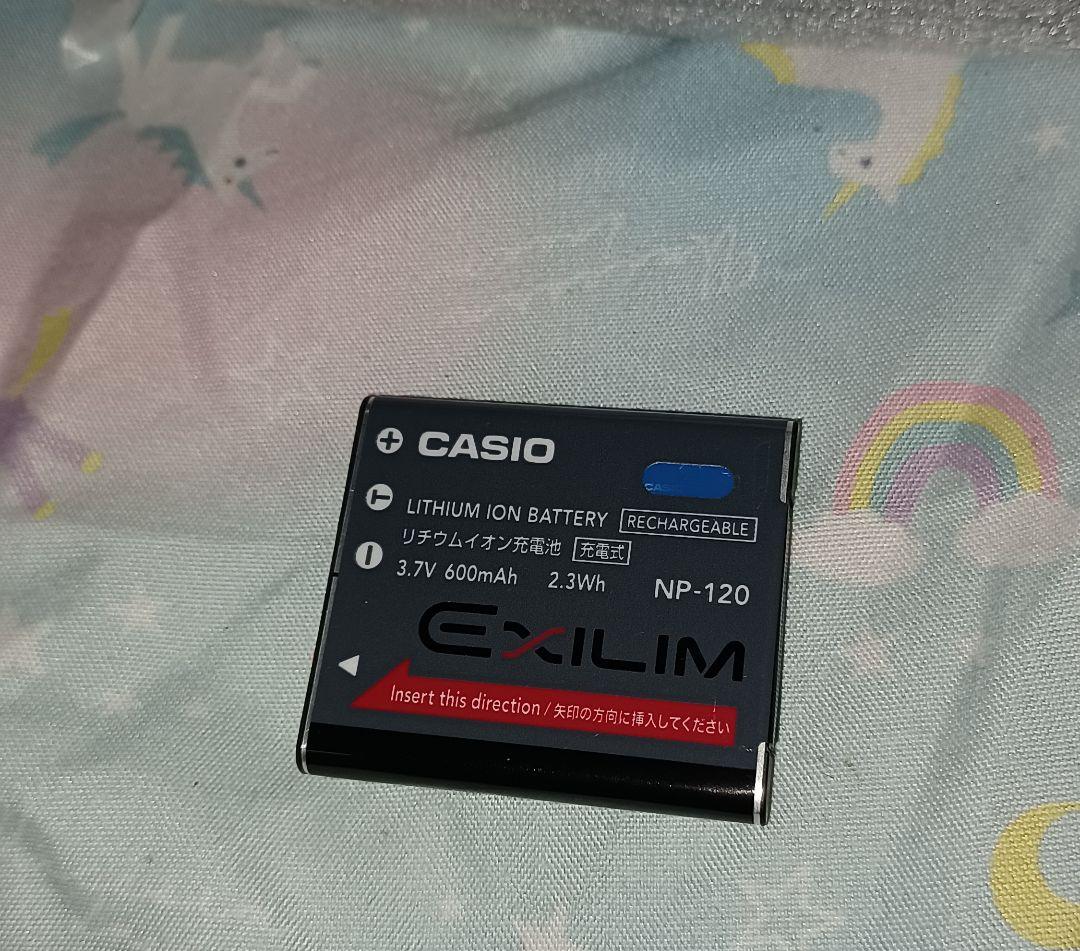 CASIO
CASIO
LITHIUM ION BATTERY RECHARGEABLE
リチウムイオン充電池 充電式
3.7V 600mAh 2.3Wh NP-120
EXILIM
Insert this direction / 矢印の方向に挿入してください